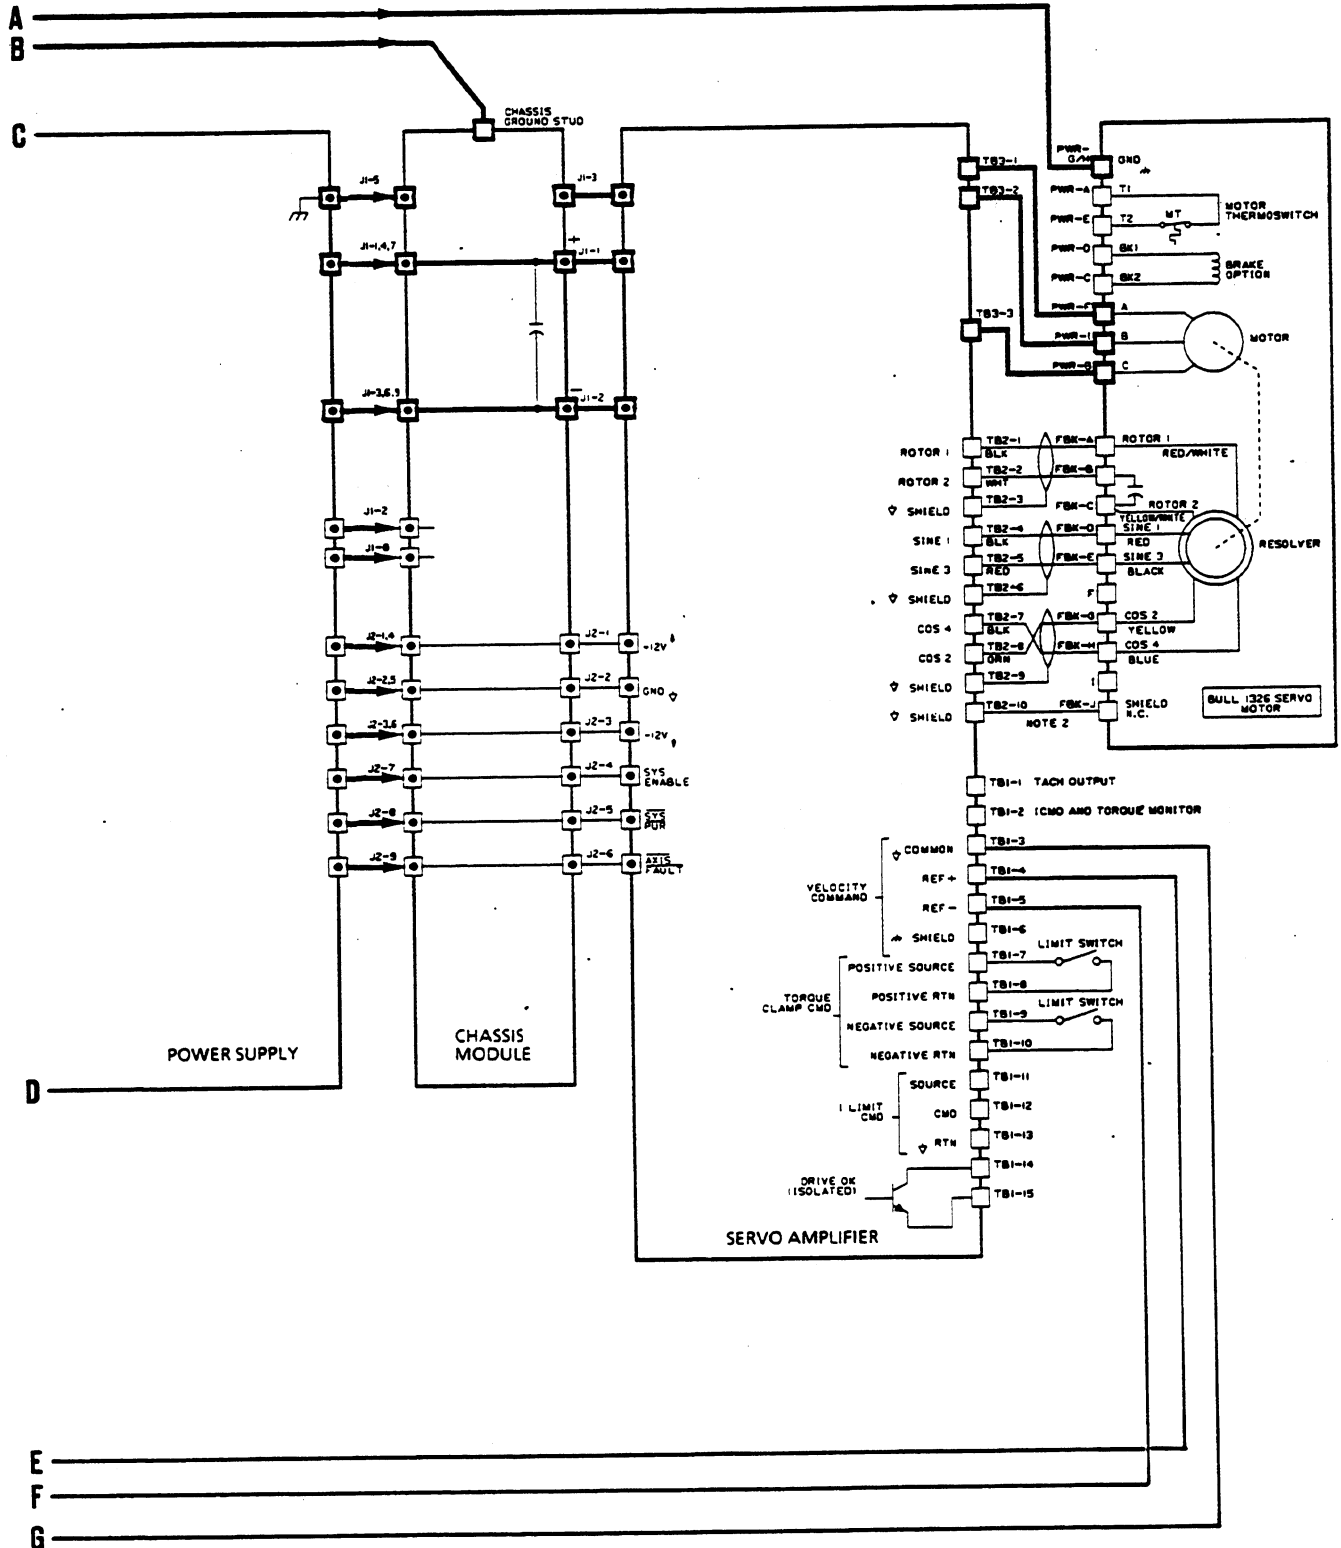 A
B
CHASSIS
GROUND STUD
C
J1-5
J1-3
TB3-1
TB3-2
PWR-
G/H
GND
PWR-A
T1
MOTOR
THERMOSWITCH
PWR-E
T2
MT
J1-1,4,7
+
J1-1
PWR-D
BK1
BRAKE
OPTION
PWR-C
BK2
TB3-3
PWR-F
A
PWR-I
B
MOTOR
PWR-B
C
J1-3,6,9
-
J1-2
ROTOR 1
TB2-1
BLK
FBK-A
ROTOR 1
RED/WHITE
ROTOR 2
TB2-2
WHT
FBK-B
SHIELD
TB2-3
FBK-C
ROTOR 2
YELLOW/WHITE
J1-2
J1-8
SINE 1
TB2-4
BLK
FBK-D
SINE 1
RED
RESOLVER
SINE 3
TB2-5
RED
FBK-E
SINE 3
BLACK
SHIELD
TB2-6
F
COS 4
TB2-7
BLK
FBK-G
COS 2
YELLOW
COS 2
TB2-8
ORN
FBK-H
COS 4
BLUE
SHIELD
TB2-9
I
SHIELD
TB2-10
FBK-J
SHIELD
N.C.
NOTE 2
BULL 1326 SERVO
MOTOR
J2-1,4
J2-1
-12V
J2-2,5
J2-2
GND
J2-3,6
J2-3
-12V
J2-7
J2-4
SYS
ENABLE
J2-8
J2-5
SYS
PUR
J2-9
J2-6
AXIS
FAULT
TB1-1 TACH OUTPUT
TB1-2 ICMD AND TORQUE MONITOR
VELOCITY
COMMAND
COMMON
TB1-3
REF+
TB1-4
REF-
TB1-5
SHIELD
TB1-6
TORQUE
CLAMP CMD
POSITIVE SOURCE
TB1-7
LIMIT SWITCH
POSITIVE RTN
TB1-8
NEGATIVE SOURCE
TB1-9
LIMIT SWITCH
NEGATIVE RTN
TB1-10
I LIMIT
CMD
SOURCE
TB1-11
CMD
TB1-12
RTN
TB1-13
DRIVE OK
(ISOLATED)
TB1-14
TB1-15
POWER SUPPLY
CHASSIS
MODULE
SERVO AMPLIFIER
D
E
F
G